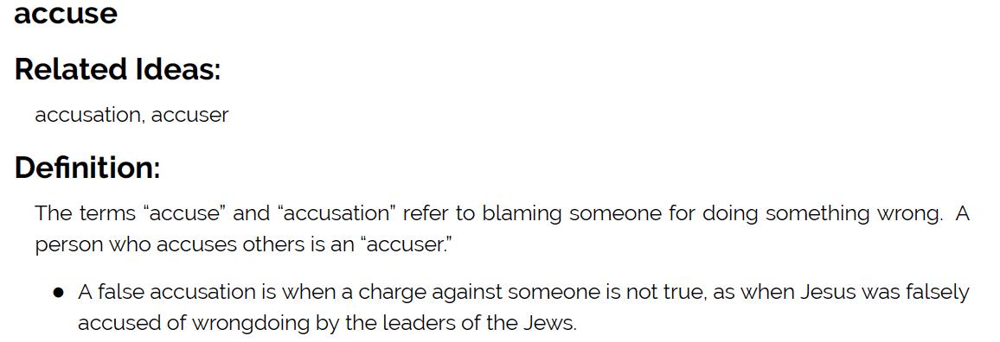 accuse
Related Ideas:
accusation, accuser
Definition:
The terms “accuse” and “accusation” refer to blaming someone for doing something wrong. A
person who accuses others is an “accuser.”
● A false accusation is when a charge against someone is not true, as when Jesus was falsely
accused of wrongdoing by the leaders of the Jews.